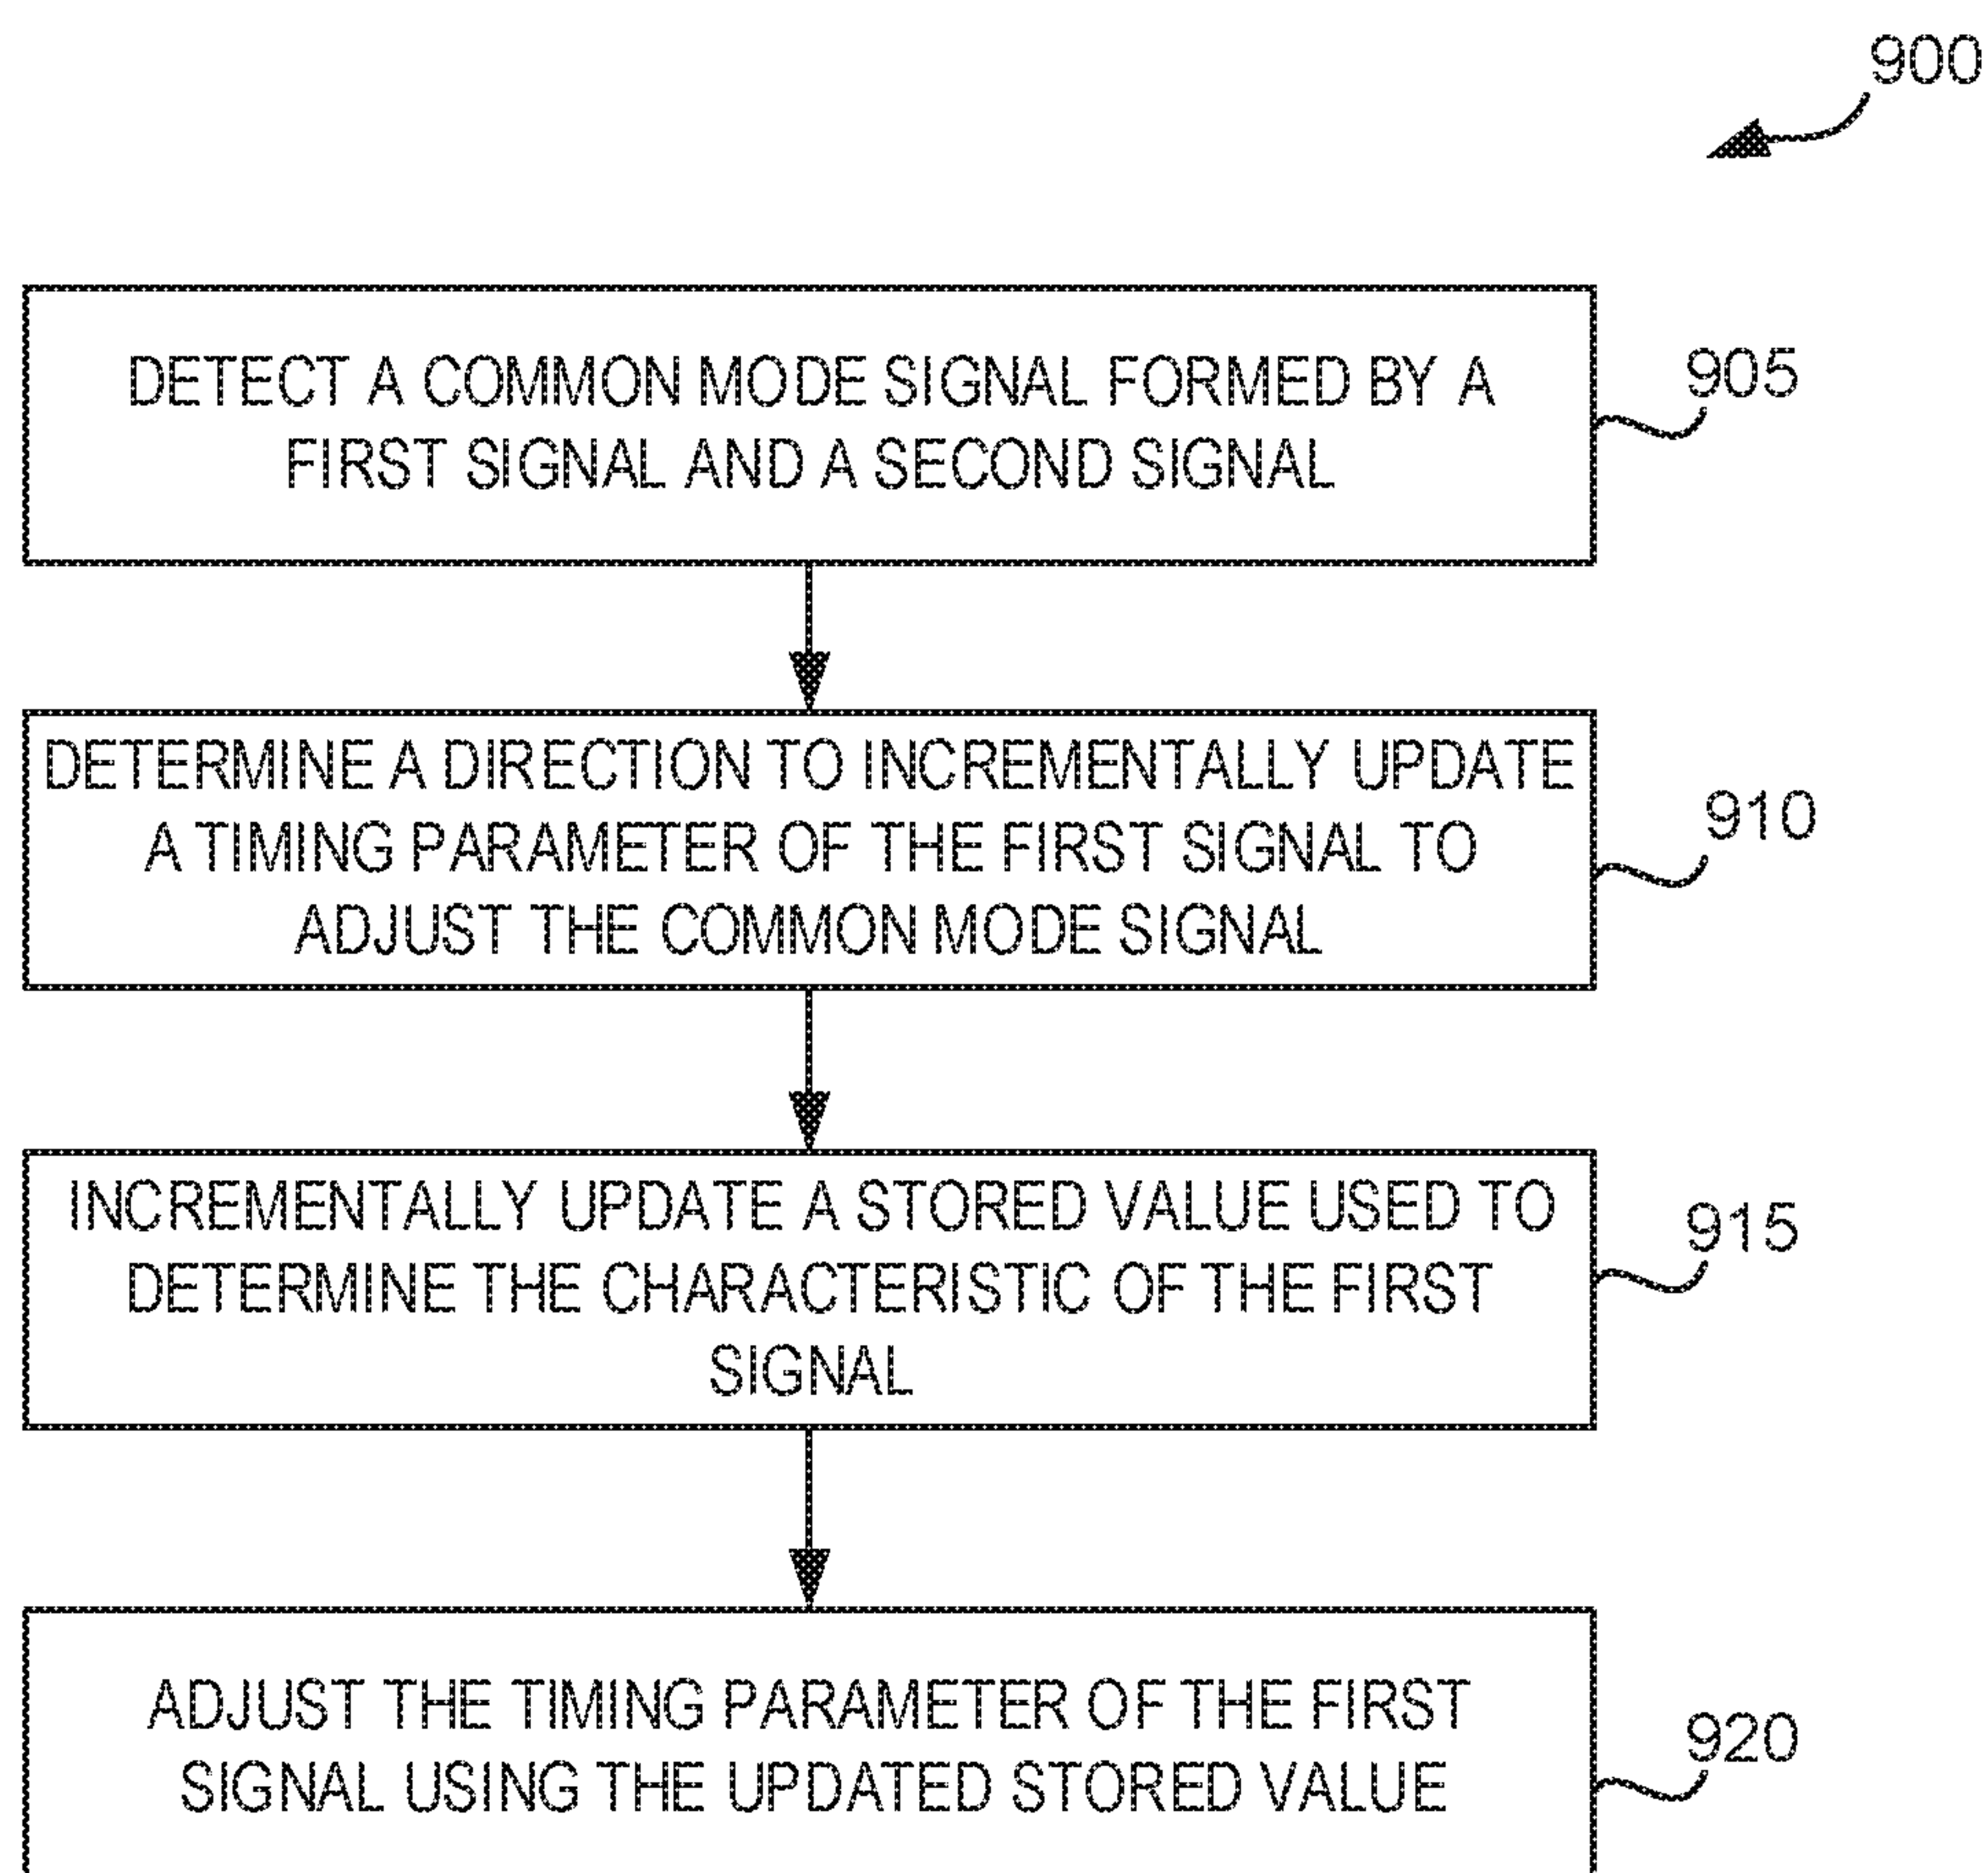 900
DETECT A COMMON MODE SIGNAL FORMED BY A
FIRST SIGNAL AND A SECOND SIGNAL
905
DETERMINE A DIRECTION TO INCREMENTALLY UPDATE
A TIMING PARAMETER OF THE FIRST SIGNAL TO
ADJUST THE COMMON MODE SIGNAL
910
INCREMENTALLY UPDATE A STORED VALUE USED TO
DETERMINE THE CHARACTERISTIC OF THE FIRST
SIGNAL
915
ADJUST THE TIMING PARAMETER OF THE FIRST
SIGNAL USING THE UPDATED STORED VALUE
920